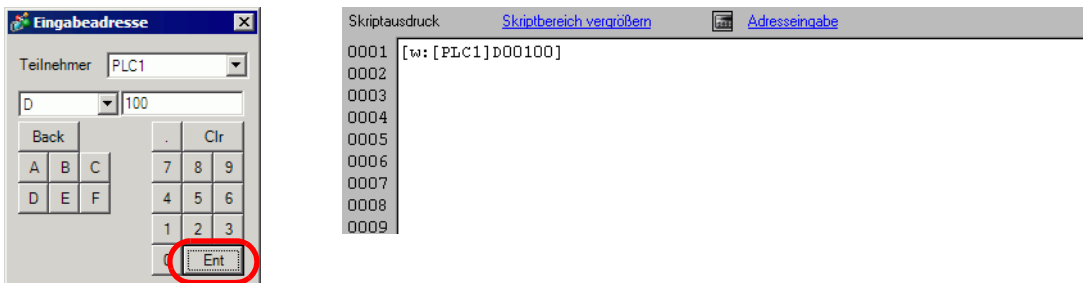 Eingabeadresse
Teilnehmer PLC1
D 100
Back . Clr
A B C 7 8 9
D E F 4 5 6
1 2 3
0 Ent
Skriptausdruck Skriptbereich vergrößern Adresseingabe
0001 [w:[PLC1]D00100]
0002
0003
0004
0005
0006
0007
0008
0009